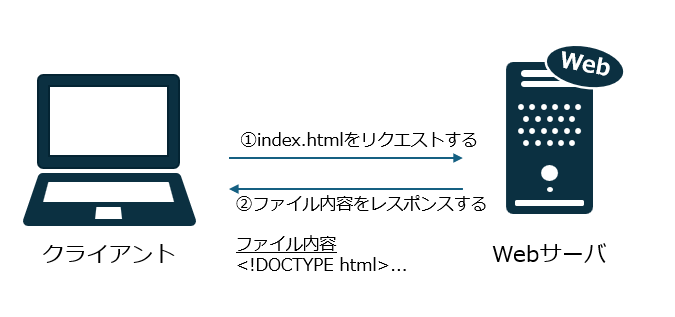 Web
①index.htmlをリクエストする
②ファイル内容をレスポンスする
ファイル内容
<!DOCTYPE html>…
クライアント
Webサーバ